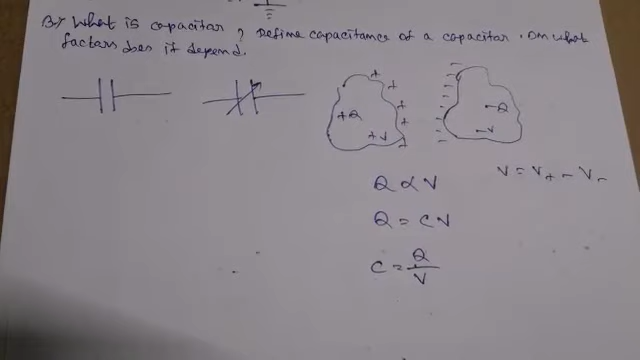 B> What is capacitor ? Define capacitance of a capacitor. On what
factors does it depend.
+Q
+V
-Q
-V
V = V+ - V-
Q ∝ V
Q = CV
C = Q/V